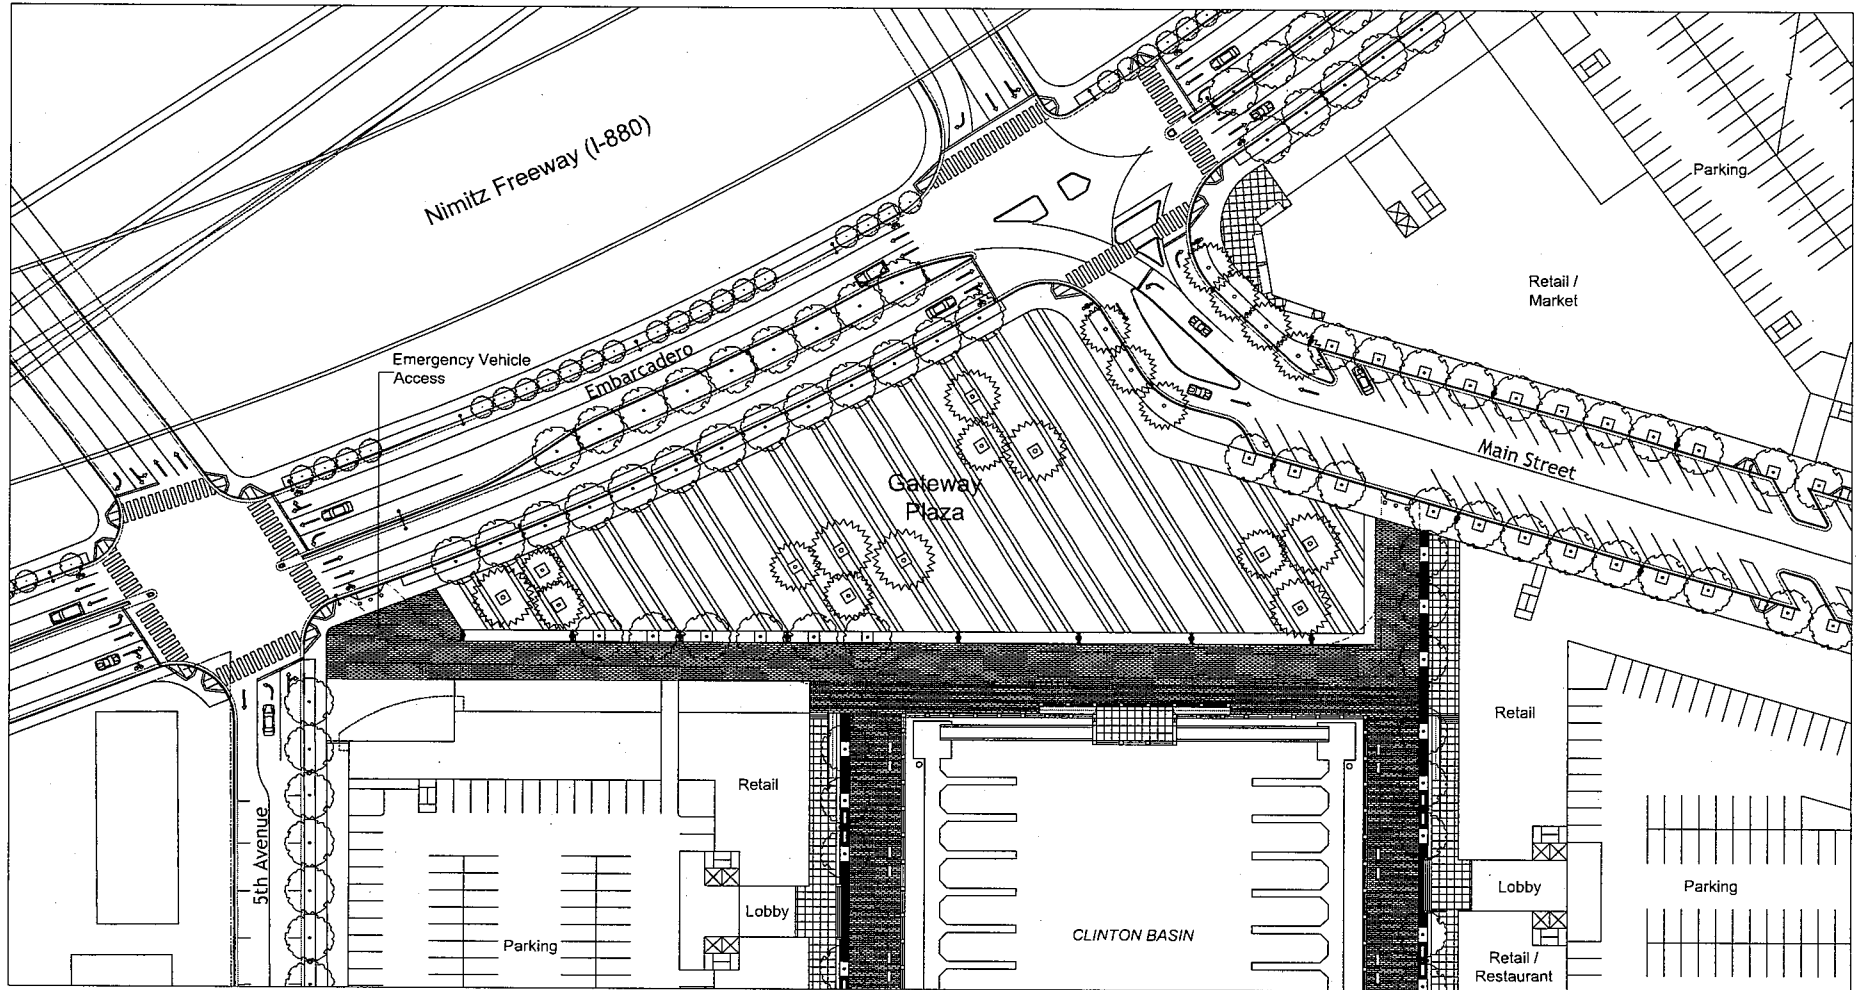 Nimitz Freeway (I-880)
Parking
Retail /
Market
Emergency Vehicle
Access
Embarcadero
Main Street
Gateway
Plaza
Retail
Retail
5th Avenue
Lobby
Lobby
Parking
Parking
CLINTON BASIN
Retail /
Restaurant